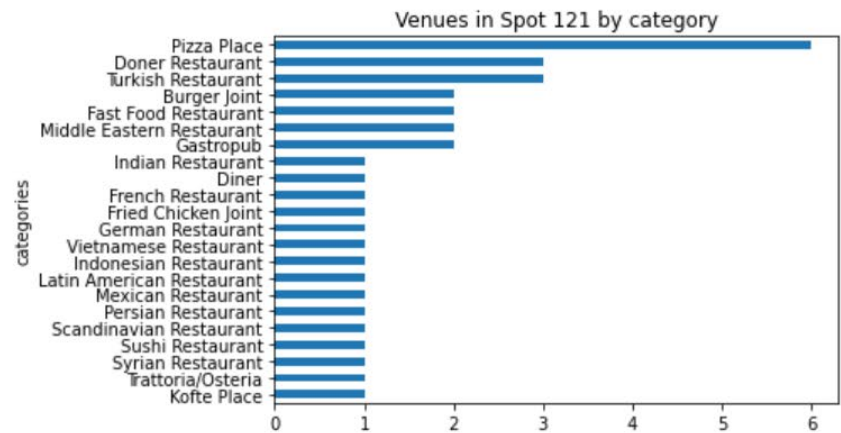 Venues in Spot 121 by category
categories
Pizza Place
Doner Restaurant
Turkish Restaurant
Burger Joint
Fast Food Restaurant
Middle Eastern Restaurant
Gastropub
Indian Restaurant
Diner
French Restaurant
Fried Chicken Joint
German Restaurant
Vietnamese Restaurant
Indonesian Restaurant
Latin American Restaurant
Mexican Restaurant
Persian Restaurant
Scandinavian Restaurant
Sushi Restaurant
Syrian Restaurant
Trattoria/Osteria
Kofte Place
0 1 2 3 4 5 6